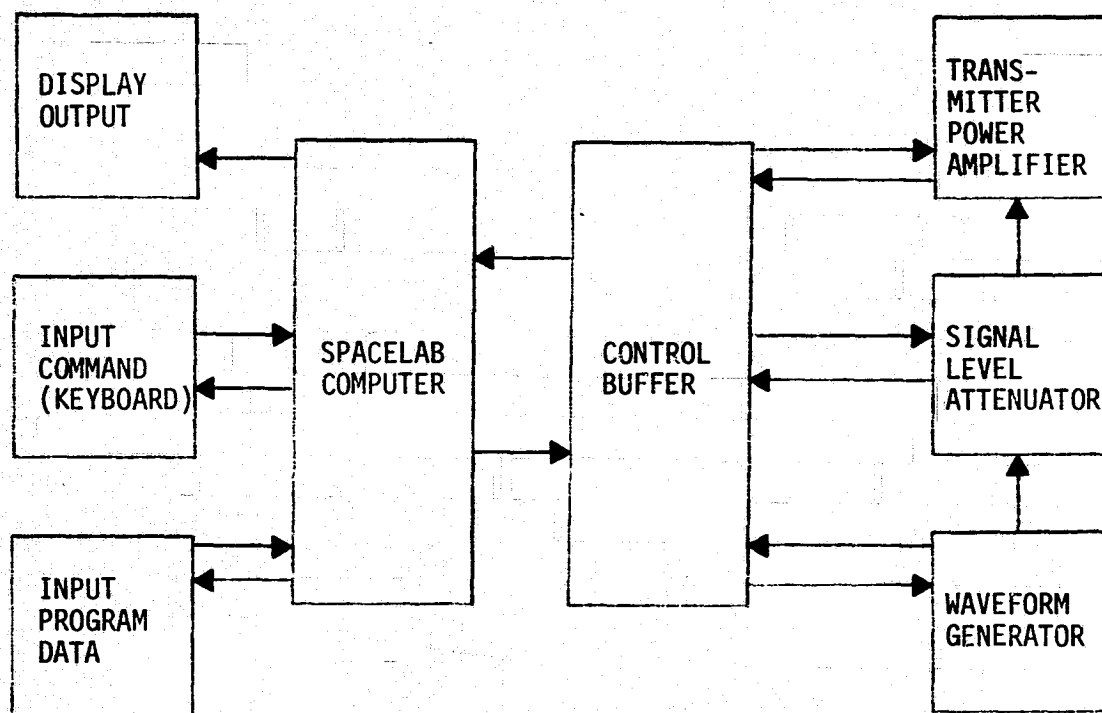 DISPLAY
OUTPUT
INPUT
COMMAND
(KEYBOARD)
INPUT
PROGRAM
DATA
SPACELAB
COMPUTER
CONTROL
BUFFER
TRANS-
MITTER
POWER
AMPLIFIER
SIGNAL
LEVEL
ATTENUATOR
WAVEFORM
GENERATOR